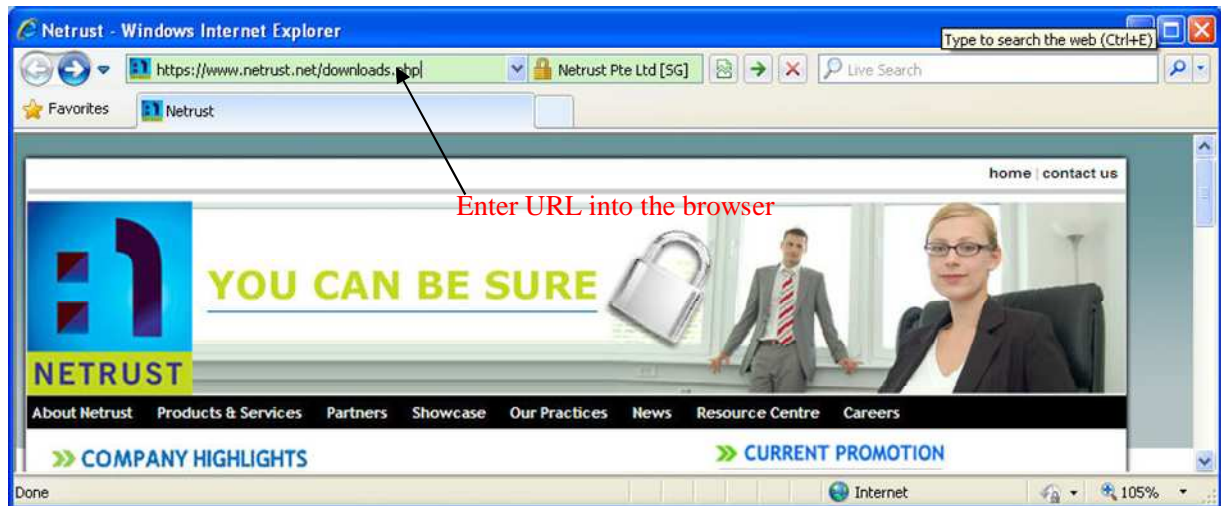 Netrust - Windows Internet Explorer
Type to search the web (Ctrl+E)
https://www.netrust.net/downloads.php
Netrust Pte Ltd [SG]
Live Search
Favorites
Netrust
home | contact us
Enter URL into the browser
YOU CAN BE SURE
NETRUST
About Netrust Products & Services Partners Showcase Our Practices News Resource Centre Careers
COMPANY HIGHLIGHTS
CURRENT PROMOTION
Done
Internet
105%